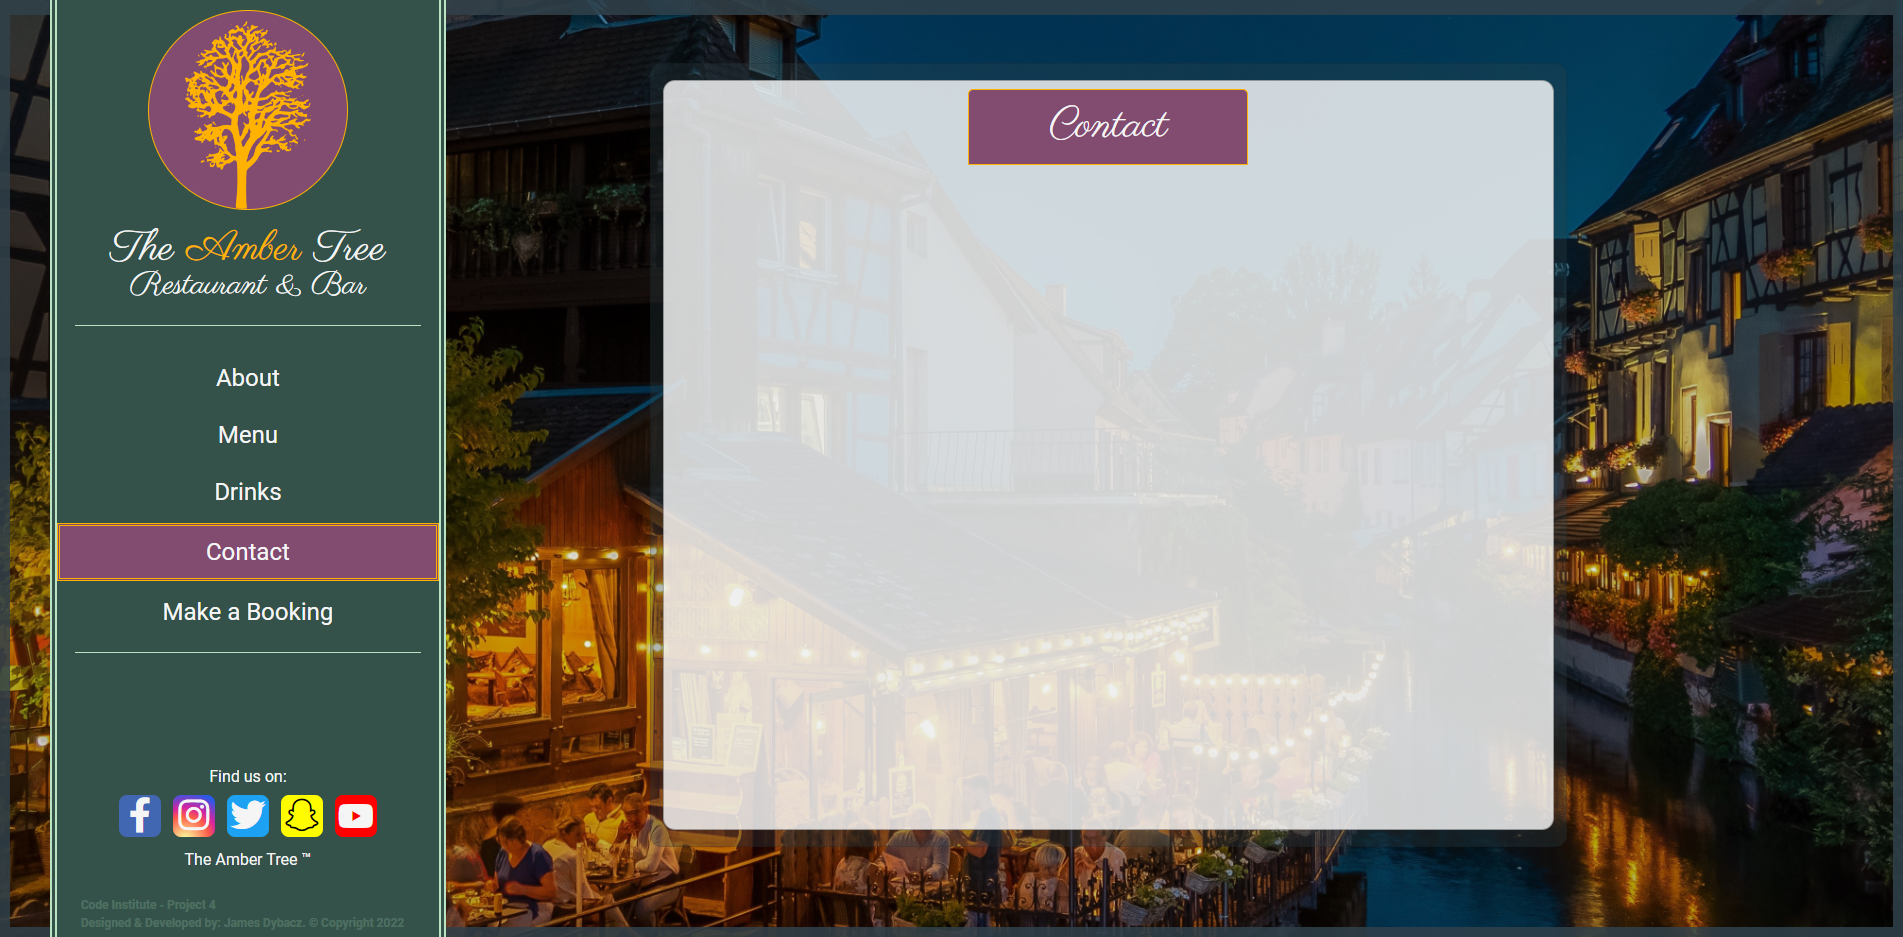 The Amber Tree
Restaurant & Bar
About
Menu
Drinks
Contact
Make a Booking
Find us on:
The Amber Tree ™
Code Institute - Project 4
Designed & Developed by: James Dybacz. © Copyright 2022
Contact